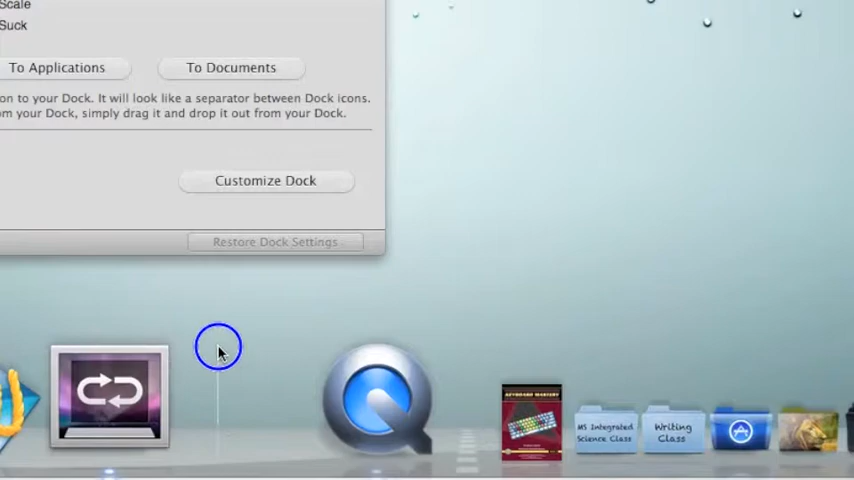 Scale
Suck
To Applications
To Documents
on to your Dock. It will look like a separator between Dock icons.
om your Dock, simply drag it and drop it out from your Dock.
Customize Dock
Restore Dock Settings
KEYBOARD MASTERY
MS Integrated
Science Class
Writing
Class